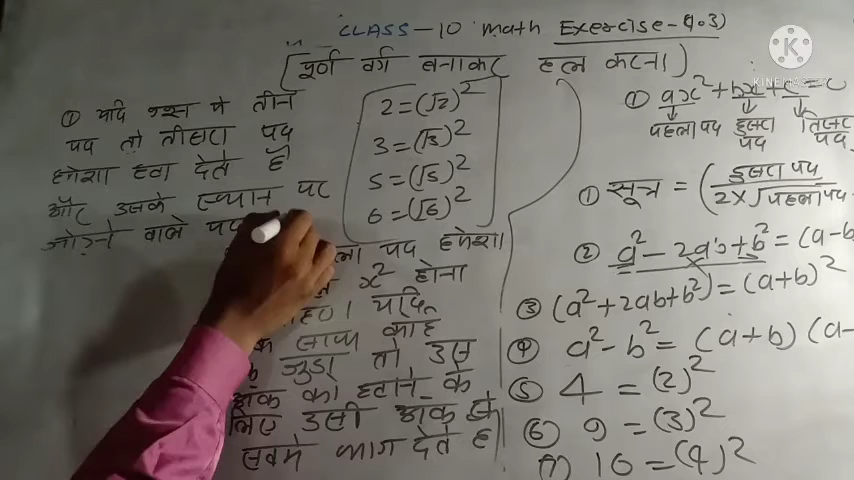 CLASS-10 math Exercise-4.3)
(पूर्ण वर्ग बनाकर हल करना)
① यदि प्रश्न मे तीन
पद तो तीसरा पद
हमेशा हटा देते है
और उसके स्थान पर
जोड़ने वाले पद
पद हमेशा
x² होना
यदि
साथ कोई
जुड़ा तो उस
अंक को हटाने के
लिए उसी अंक से
सबमे भाग देते है
2 = (√2)²
3 = (√3)²
5 = (√5)²
6 = (√6)²
① ax² + bx + c = 0
पहला पद दुसरा पद तिसरा पद
① सूत्र = (दुसरा पद / 2×√पहला पद
② a² - 2ab + b² = (a-b
③ (a² + 2ab + b²) = (a+b)²
④ a² - b² = (a+b) (a-
⑤ 4 = (2)²
⑥ 9 = (3)²
⑦ 16 = (4)²
KINEMASTER